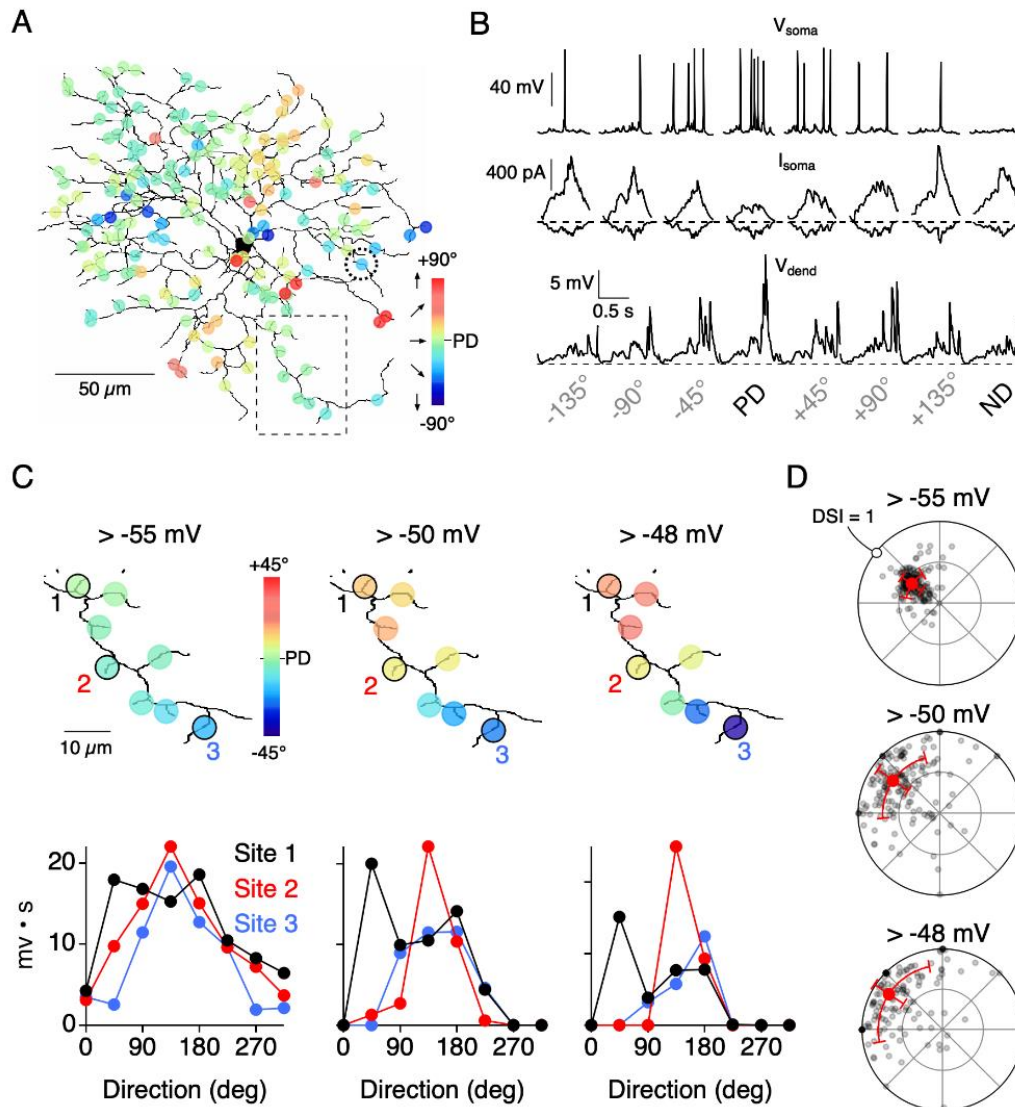 A
+90°
PD
-90°
50 µm
B
Vsoma
40 mV
Isoma
400 pA
Vdend
5 mV
0.5 s
-135°
-90°
-45°
PD
+45°
+90°
+135°
ND
C
> -55 mV
> -50 mV
> -48 mV
1
2
3
+45°
PD
-45°
10 µm
1
2
3
1
2
3
mv • s
20
10
0
Site 1
Site 2
Site 3
0 90 180 270
0 90 180 270
0 90 180 270
Direction (deg)
Direction (deg)
Direction (deg)
D
> -55 mV
DSI = 1
> -50 mV
> -48 mV